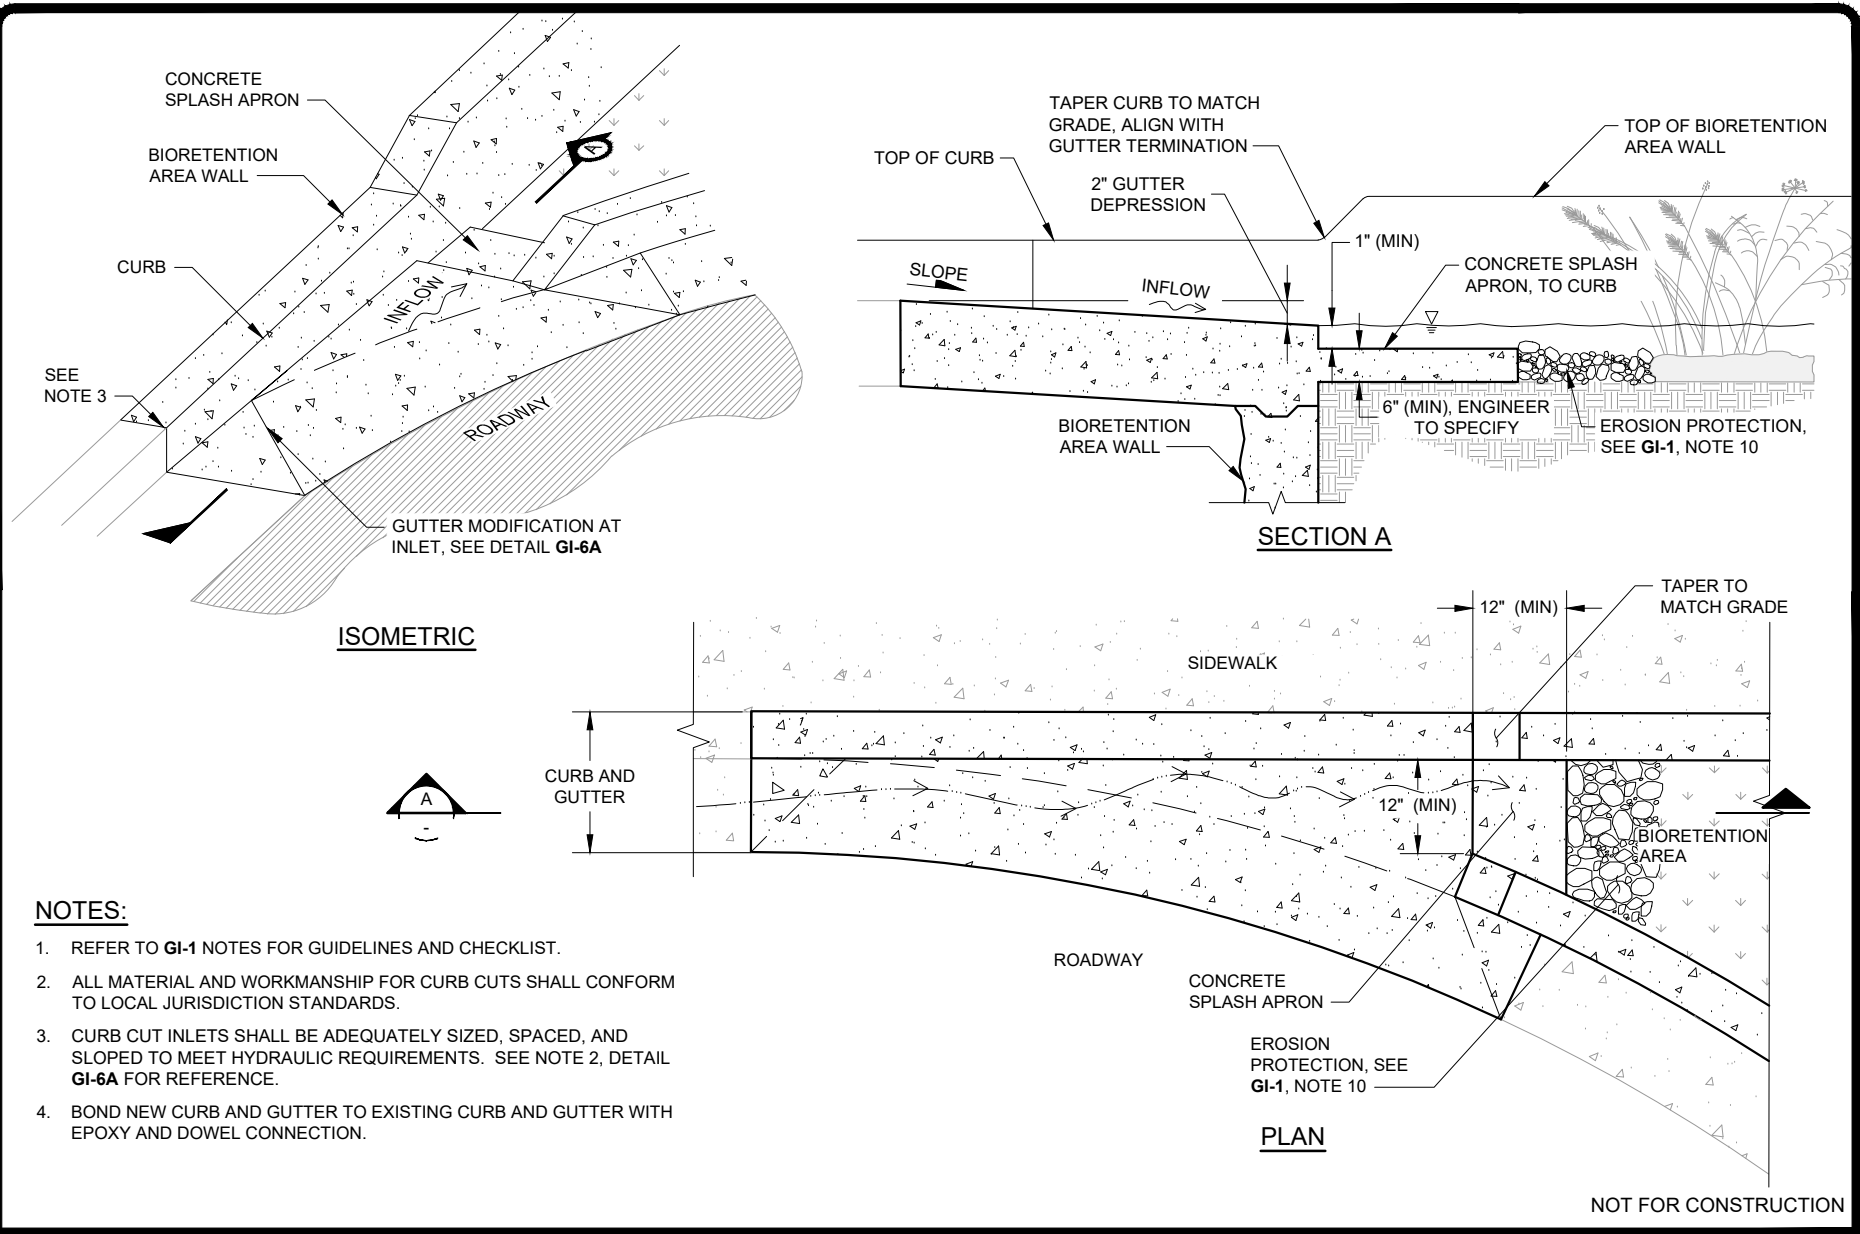 CONCRETE
SPLASH APRON
BIORETENTION
AREA WALL
CURB
SEE
NOTE 3
INFLOW
ROADWAY
A
GUTTER MODIFICATION AT
INLET, SEE DETAIL GI-6A
ISOMETRIC
TAPER CURB TO MATCH
GRADE, ALIGN WITH
GUTTER TERMINATION
TOP OF CURB
2" GUTTER
DEPRESSION
TOP OF BIORETENTION
AREA WALL
1" (MIN)
SLOPE
INFLOW
CONCRETE SPLASH
APRON, TO CURB
BIORETENTION
AREA WALL
6" (MIN), ENGINEER
TO SPECIFY
EROSION PROTECTION,
SEE GI-1, NOTE 10
SECTION A
12" (MIN)
TAPER TO
MATCH GRADE
SIDEWALK
CURB AND
GUTTER
A
-
12" (MIN)
BIORETENTION
AREA
ROADWAY
CONCRETE
SPLASH APRON
EROSION
PROTECTION, SEE
GI-1, NOTE 10
PLAN
NOTES:
1. REFER TO GI-1 NOTES FOR GUIDELINES AND CHECKLIST.
2. ALL MATERIAL AND WORKMANSHIP FOR CURB CUTS SHALL CONFORM
TO LOCAL JURISDICTION STANDARDS.
3. CURB CUT INLETS SHALL BE ADEQUATELY SIZED, SPACED, AND
SLOPED TO MEET HYDRAULIC REQUIREMENTS. SEE NOTE 2, DETAIL
GI-6A FOR REFERENCE.
4. BOND NEW CURB AND GUTTER TO EXISTING CURB AND GUTTER WITH
EPOXY AND DOWEL CONNECTION.
NOT FOR CONSTRUCTION